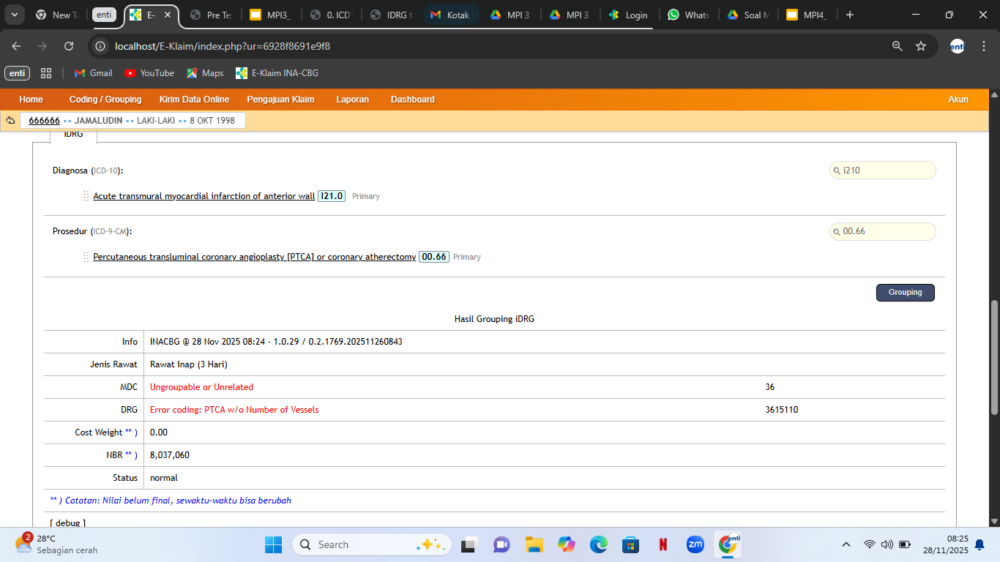 New Ta
enti
E-
Pre Tes
MPI3_
0. ICD
IDRG t
Kotak
MPI 3
MPI 3
Login
Whats
Soal M
MPI4_
localhost/E-Klaim/index.php?ur=6928f8691e9f8
enti
enti
Gmail
YouTube
Maps
E-Klaim INA-CBG
Home
Coding / Grouping
Kirim Data Online
Pengajuan Klaim
Laporan
Dashboard
Akun
666666 •• JAMALUDIN •• LAKI-LAKI •• 8 OKT 1998
iDRG
Diagnosa (ICD-10):
i210
Acute transmural myocardial infarction of anterior wall I21.0 Primary
Prosedur (ICD-9-CM):
00.66
Percutaneous transluminal coronary angioplasty [PTCA] or coronary atherectomy 00.66 Primary
Grouping
Hasil Grouping iDRG
Info INACBG @ 28 Nov 2025 08:24 - 1.0.29 / 0.2.1769.202511260843
Jenis Rawat Rawat Inap (3 Hari)
MDC Ungroupable or Unrelated 36
DRG Error coding: PTCA w/o Number of Vessels 3615110
Cost Weight ** ) 0.00
NBR ** ) 8,037,060
Status normal
** ) Catatan: Nilai belum final, sewaktu-waktu bisa berubah
[ debug ]
2
28°C
Sebagian cerah
Search
zm
enti
08:25
28/11/2025